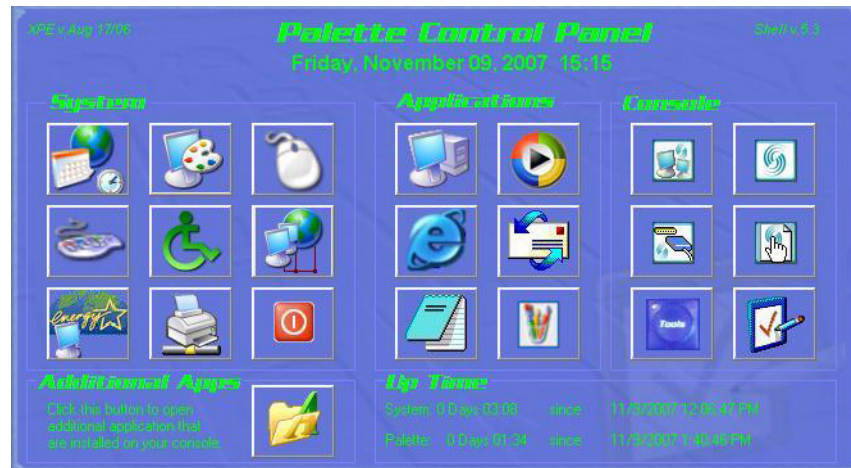 XPE v.Aug 17/06
Palette Control Panel
Shell v.5.3
Friday, November 09, 2007 15:15
System
Applications
Console
energy
Tools
Additional Apps
Click this button to open
additional application that
are installed on your console.
Up Time
System: 0 Days 03:08 since 11/9/2007 12:06:47 PM
Palette: 0 Days 01:34 since 11/9/2007 1:40:46 PM